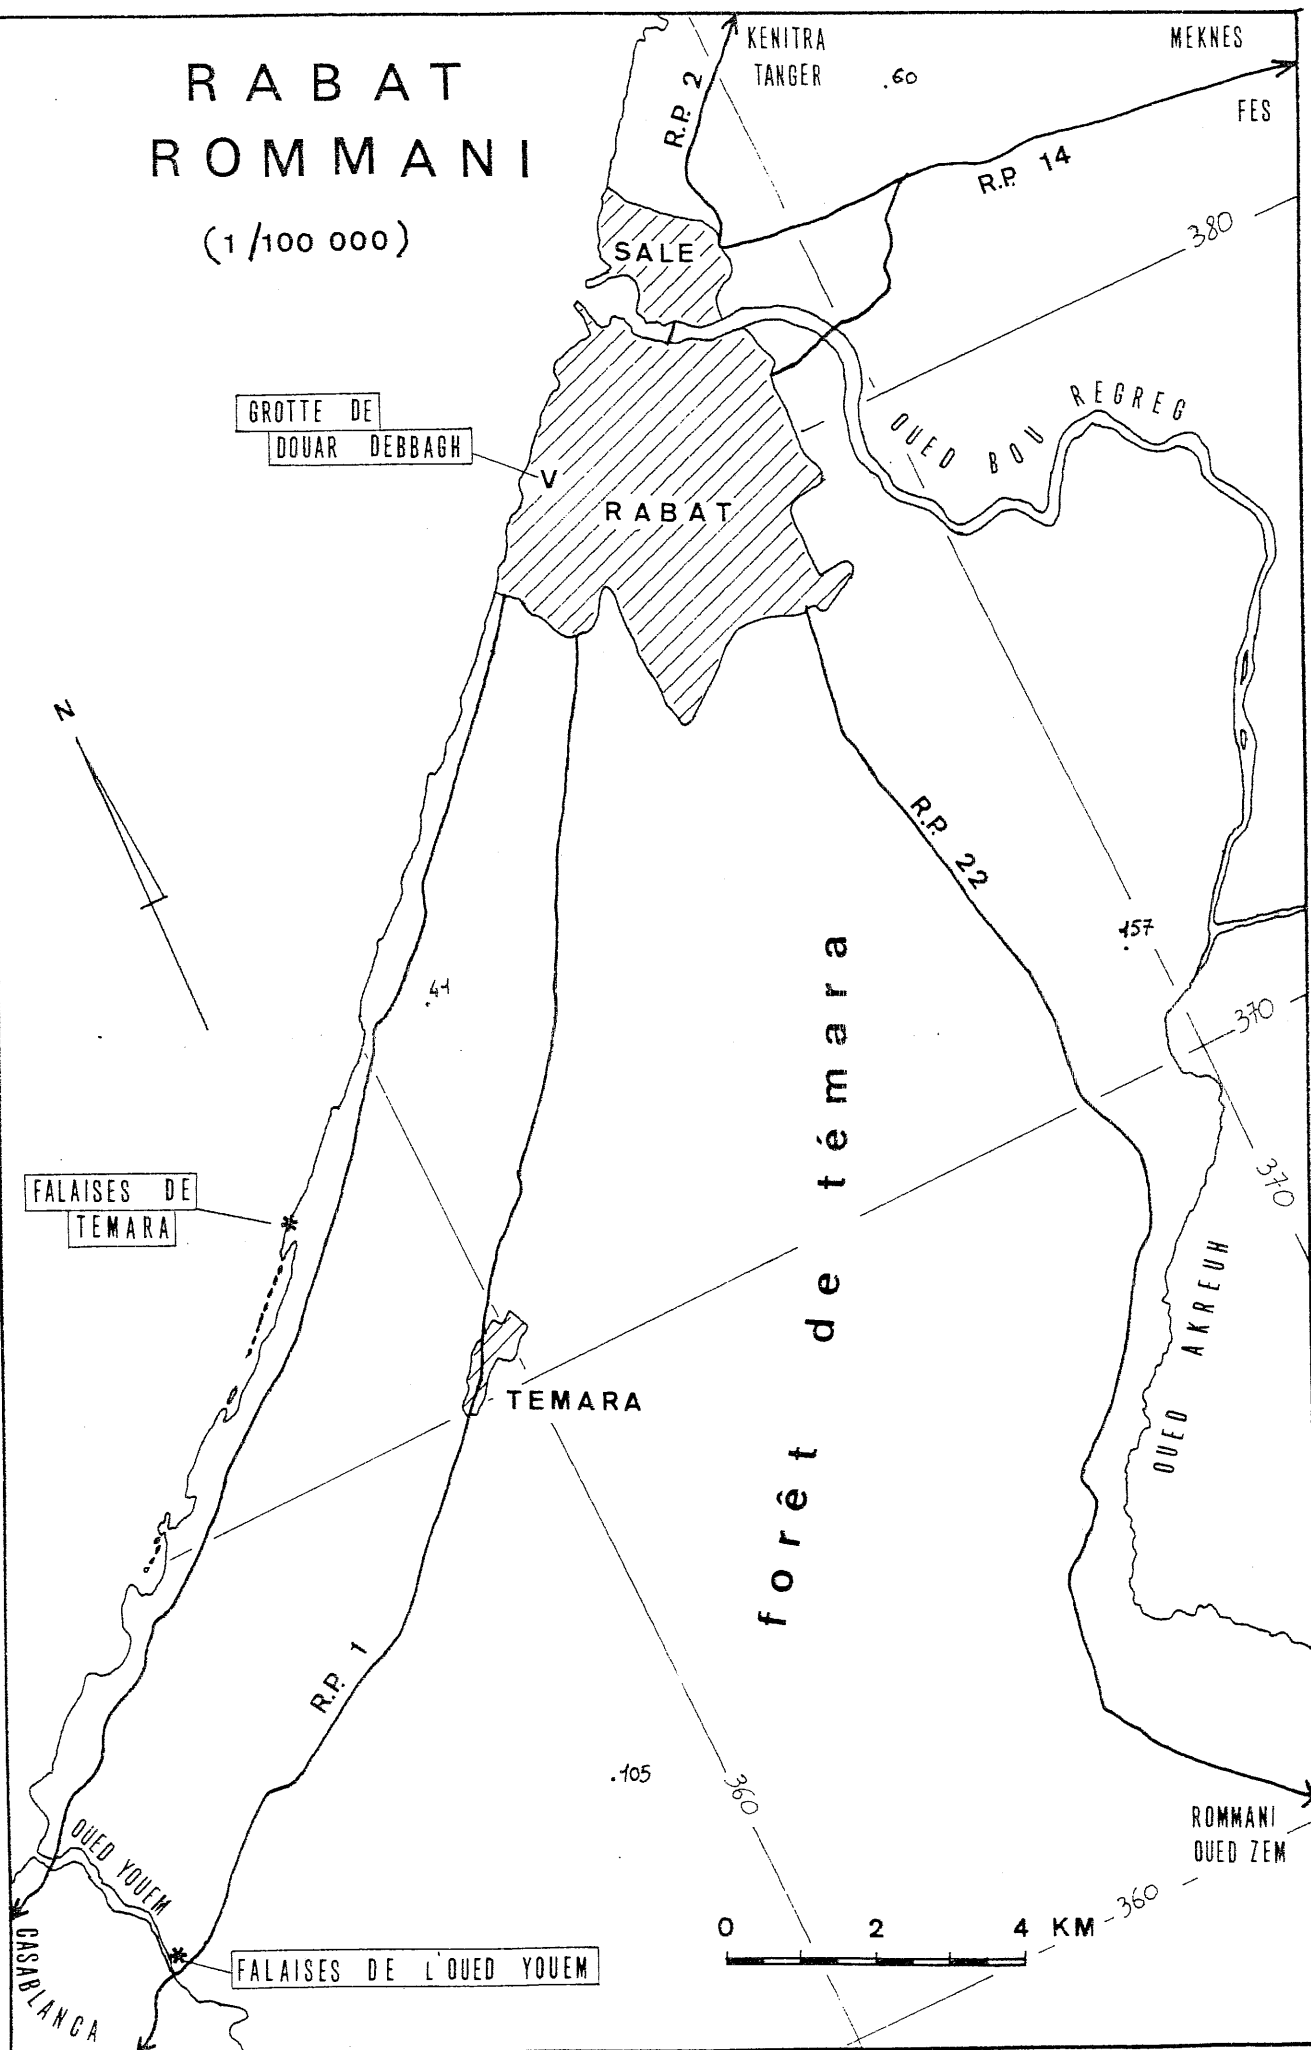 RABAT
ROMMANI
(1/100 000)
KENITRA
TANGER
R.P. 2
.60
MEKNES
FES
R.P. 14
380
SALE
GROTTE DE
DOUAR DEBBAGH
V
RABAT
OUED BOU REGREG
N
R.P. 22
.157
.41
370
370
FALAISES DE
TEMARA
forêt de témara
OUED AKREUH
TEMARA
R.P. 1
.105
360
ROMMANI
OUED ZEM
OUED YOUEM
360
0 2 4 KM
FALAISES DE L'OUED YOUEM
CASABLANCA